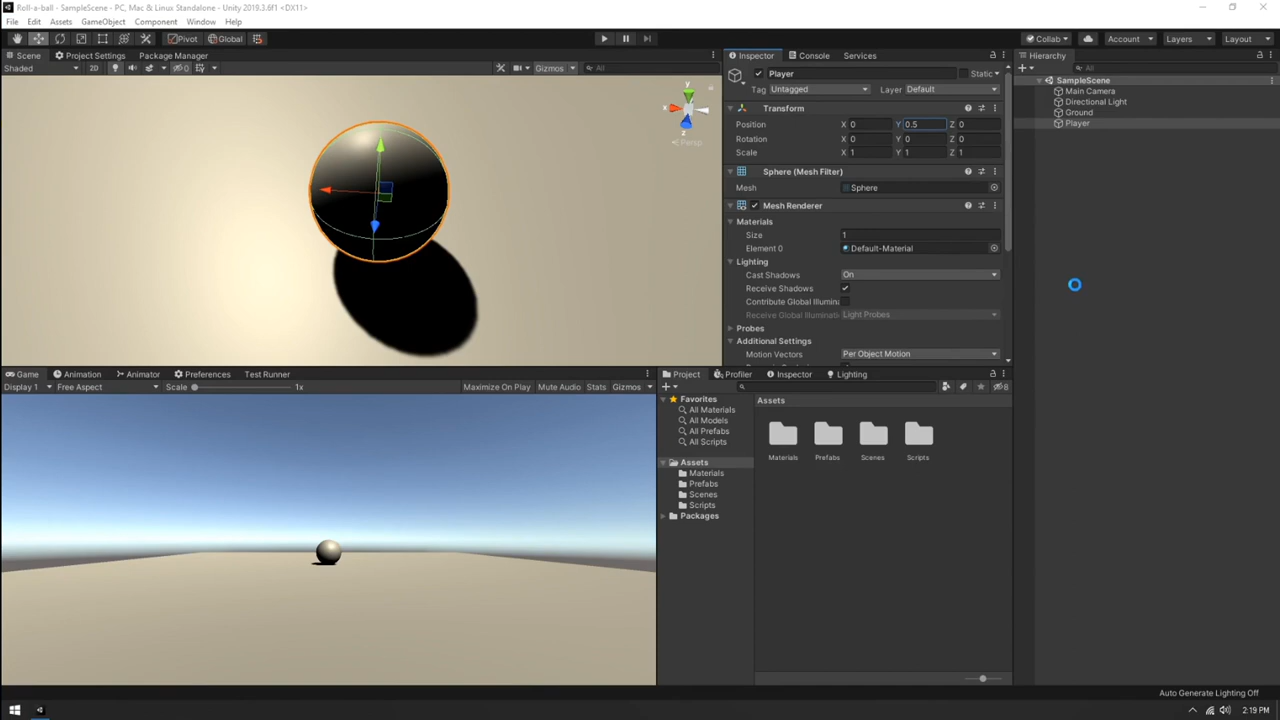 Roll-a-ball - SampleScene - PC, Mac & Linux Standalone - Unity 2019.3.6f1 <DX11>
File Edit Assets GameObject Component Window Help
Pivot Global Collab Account Layers Layout
Scene Project Settings Package Manager
Shaded 2D 0 Gizmos All
y
x
z
Persp
Inspector Console Services
Player Static
Tag Untagged Layer Default
Transform
Position X 0 Y 0.5 Z 0
Rotation X 0 Y 0 Z 0
Scale X 1 Y 1 Z 1
Sphere (Mesh Filter)
Mesh Sphere
Mesh Renderer
Materials
Size 1
Element 0 Default-Material
Lighting
Cast Shadows On
Receive Shadows
Contribute Global Illumina
Receive Global Illuminati Light Probes
Probes
Additional Settings
Motion Vectors Per Object Motion
Hierarchy
All
SampleScene
Main Camera
Directional Light
Ground
Player
Game Animation Animator Preferences Test Runner
Display 1 Free Aspect Scale 1x Maximize On Play Mute Audio Stats Gizmos
Project Profiler Inspector Lighting
8
Favorites
All Materials
All Models
All Prefabs
All Scripts
Assets
Materials
Prefabs
Scenes
Scripts
Packages
Assets
Materials Prefabs Scenes Scripts
Auto Generate Lighting Off
2:19 PM